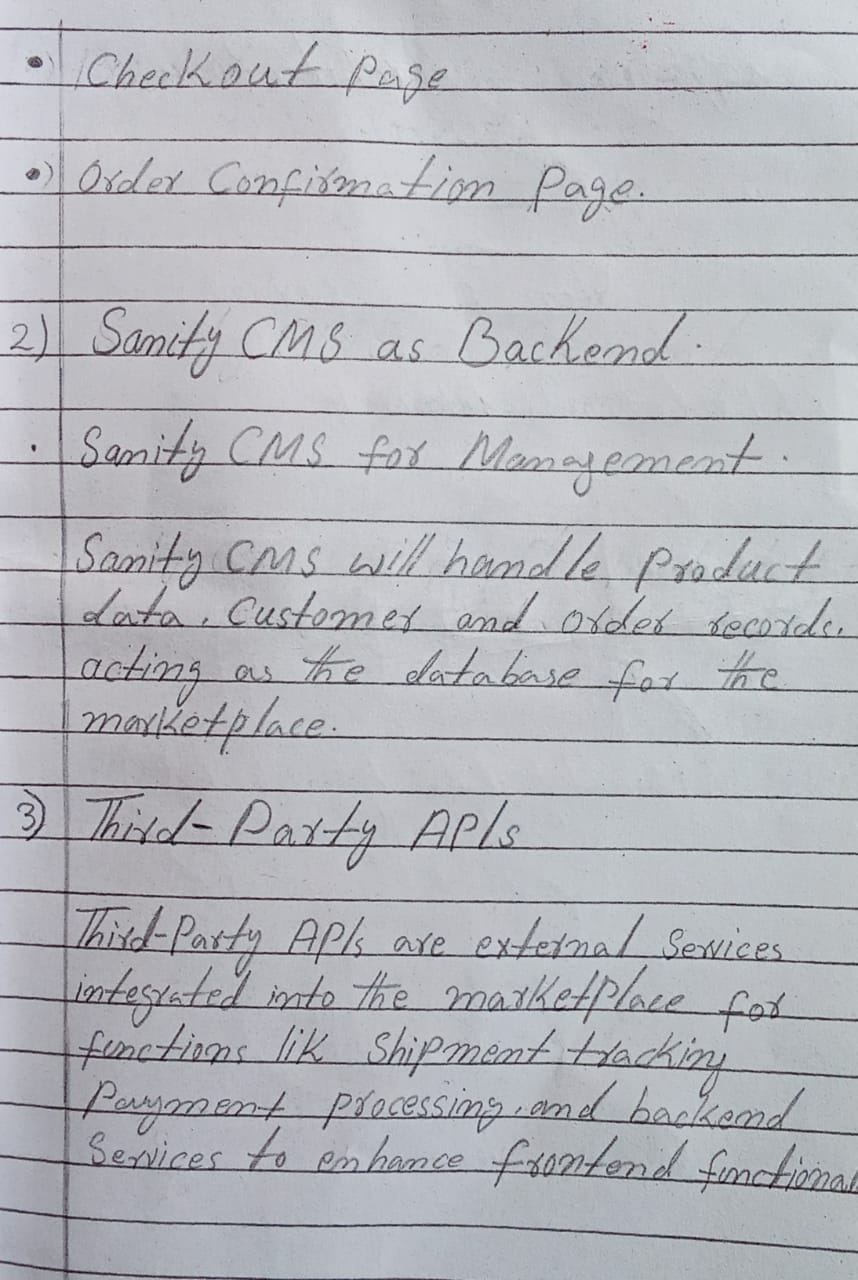 •) Checkout Page
•) Order Confirmation Page.
2) Sanity CMS as Backend.
• Sanity CMS for Management.
Sanity CMS will handle Product
data, Customer and order records,
acting as the database for the
marketplace.
3) Third-Party APIs
Third-Party APIs are external Services
integrated into the marketPlace for
functions lik Shipment tracking
Payment processing, and backend
Services to enhance frontend functional